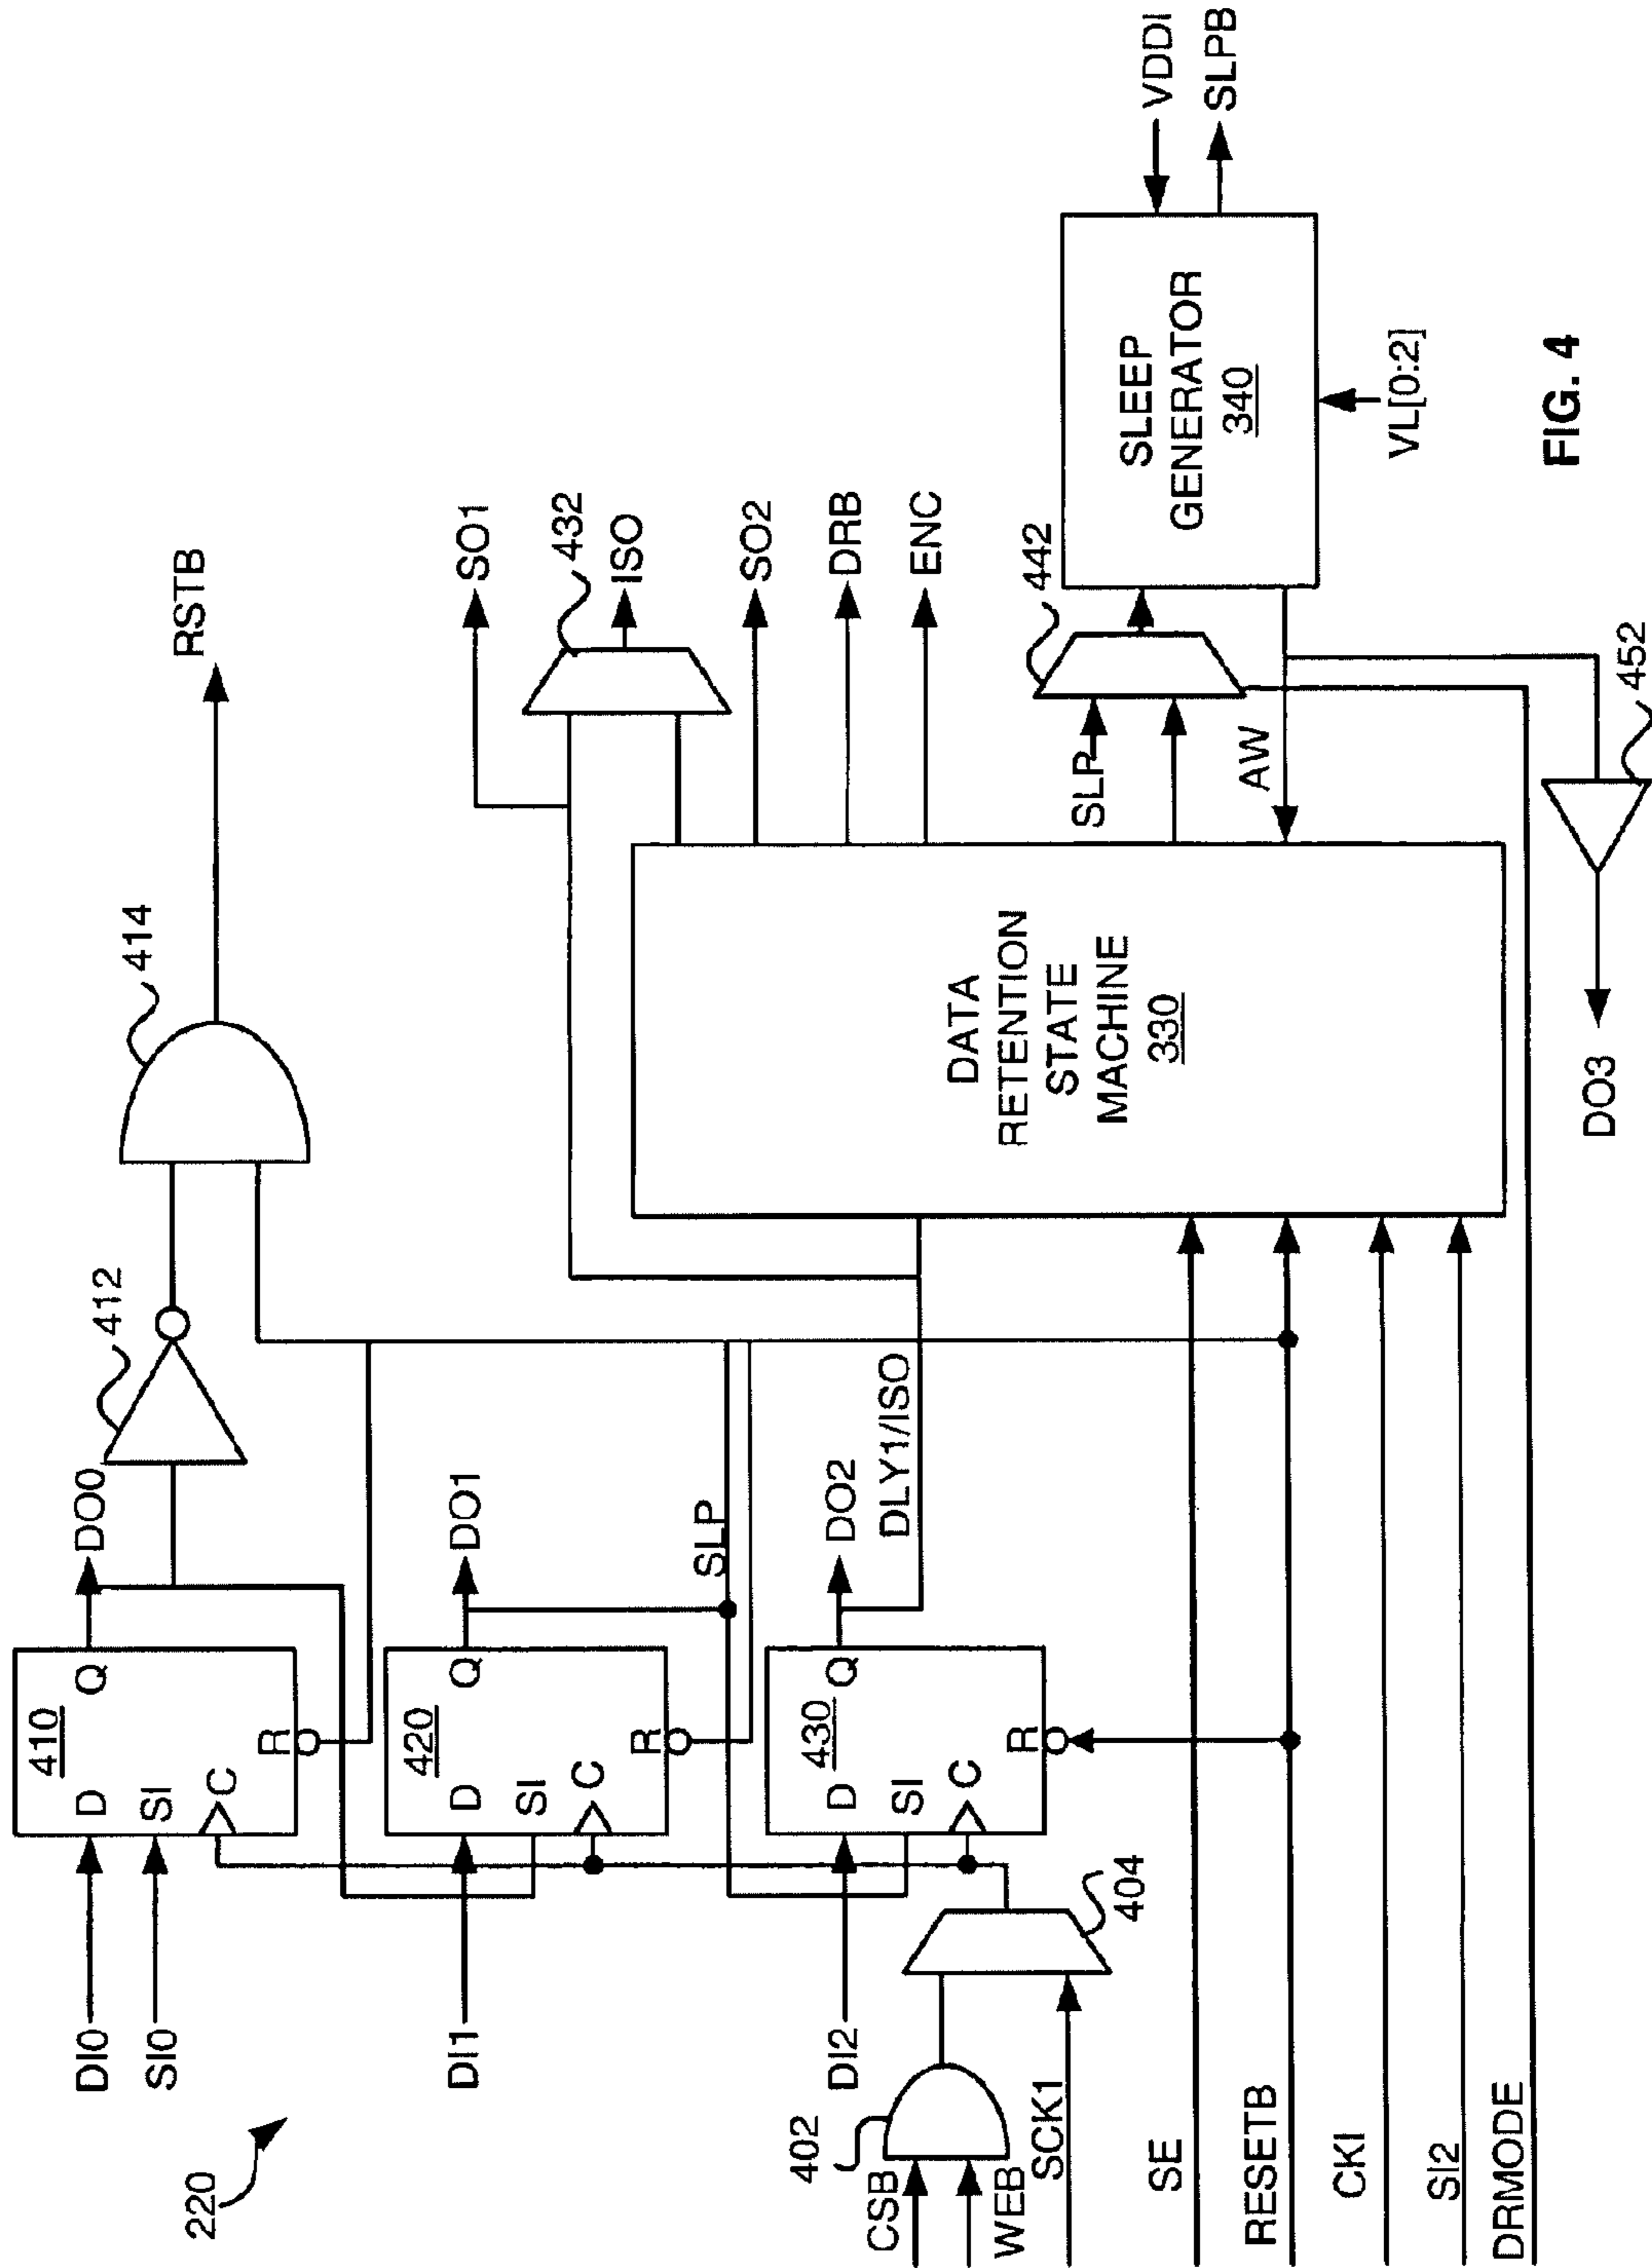 220
DI0
SI0
D
SI
C
410
Q
R
DO0
412
414
RSTB
DI1
D
SI
C
420
Q
R
DO1
SLP
DI2
D
SI
C
430
Q
R
DO2
DLY1/ISO
402
CSB
WEB
SCK1
404
SE
RESETB
CKI
SI2
DRMODE
DATA
RETENTION
STATE
MACHINE
330
SO1
432
ISO
SO2
DRB
ENC
442
SLP
AW
SLEEP
GENERATOR
340
VDDI
SLPB
VL[0:2]
452
DO3
FIG. 4